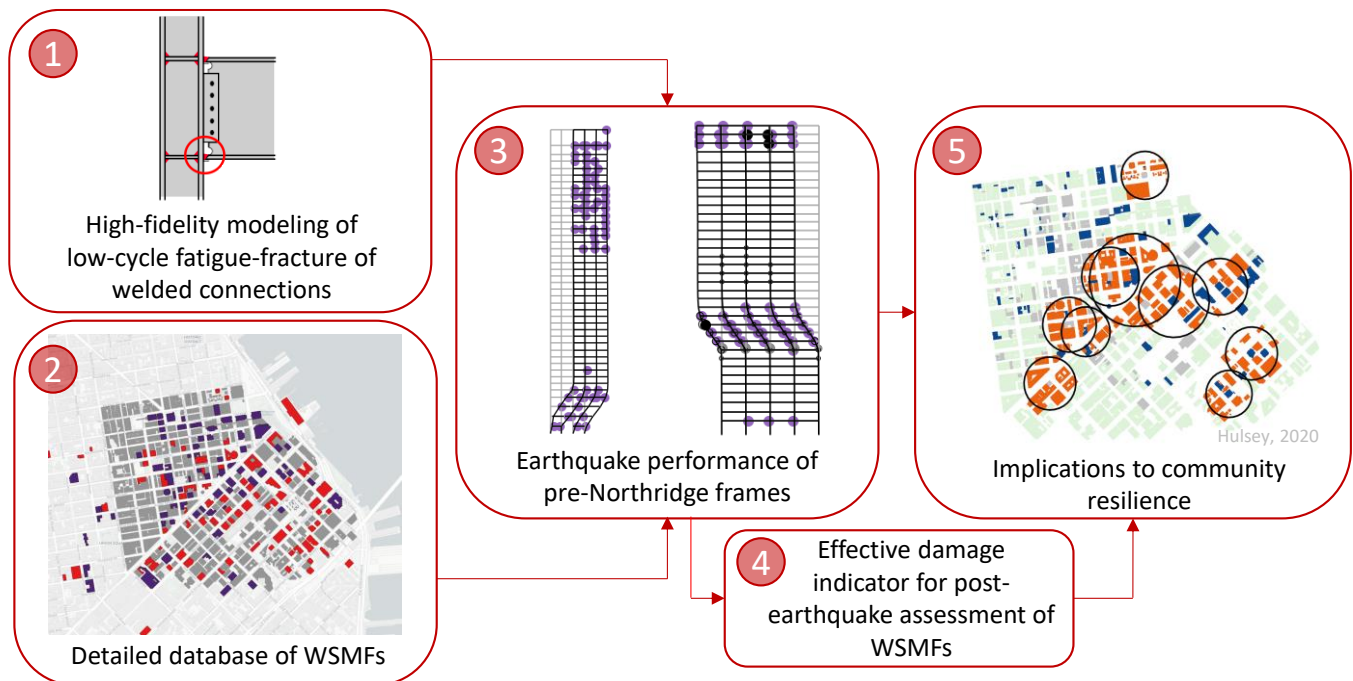 1
High-fidelity modeling of
low-cycle fatigue-fracture of
welded connections
2
Detailed database of WSMFs
3
Earthquake performance of
pre-Northridge frames
4
Effective damage
indicator for post-
earthquake assessment of
WSMFs
5
Hulsey, 2020
Implications to community
resilience